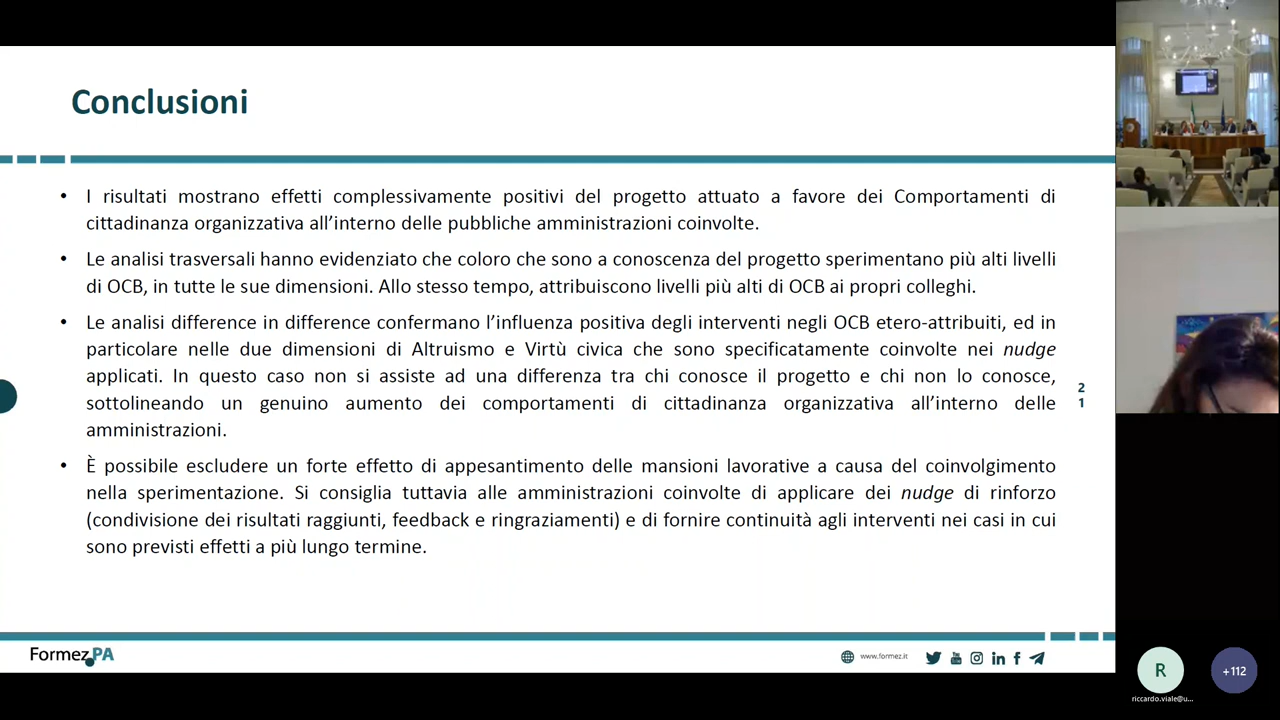 Conclusioni
• I risultati mostrano effetti complessivamente positivi del progetto attuato a favore dei Comportamenti di
cittadinanza organizzativa all’interno delle pubbliche amministrazioni coinvolte.
• Le analisi trasversali hanno evidenziato che coloro che sono a conoscenza del progetto sperimentano più alti livelli
di OCB, in tutte le sue dimensioni. Allo stesso tempo, attribuiscono livelli più alti di OCB ai propri colleghi.
• Le analisi difference in difference confermano l’influenza positiva degli interventi negli OCB etero-attribuiti, ed in
particolare nelle due dimensioni di Altruismo e Virtù civica che sono specificatamente coinvolte nei nudge
applicati. In questo caso non si assiste ad una differenza tra chi conosce il progetto e chi non lo conosce,
sottolineando un genuino aumento dei comportamenti di cittadinanza organizzativa all’interno delle
amministrazioni.
• È possibile escludere un forte effetto di appesantimento delle mansioni lavorative a causa del coinvolgimento
nella sperimentazione. Si consiglia tuttavia alle amministrazioni coinvolte di applicare dei nudge di rinforzo
(condivisione dei risultati raggiunti, feedback e ringraziamenti) e di fornire continuità agli interventi nei casi in cui
sono previsti effetti a più lungo termine.
2
1
Formez PA
www.formez.it
R
+112
riccardo.viale@u...